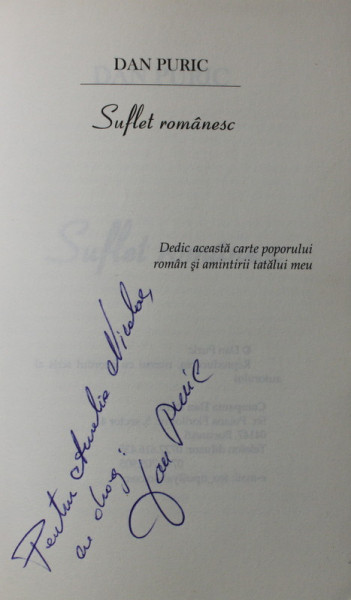 DAN PURIC
Suflet românesc
Dedic această carte poporului
român și amintirii tatălui meu
Pentru Aurelia Nicolae,
cu drag,
Dan Puric